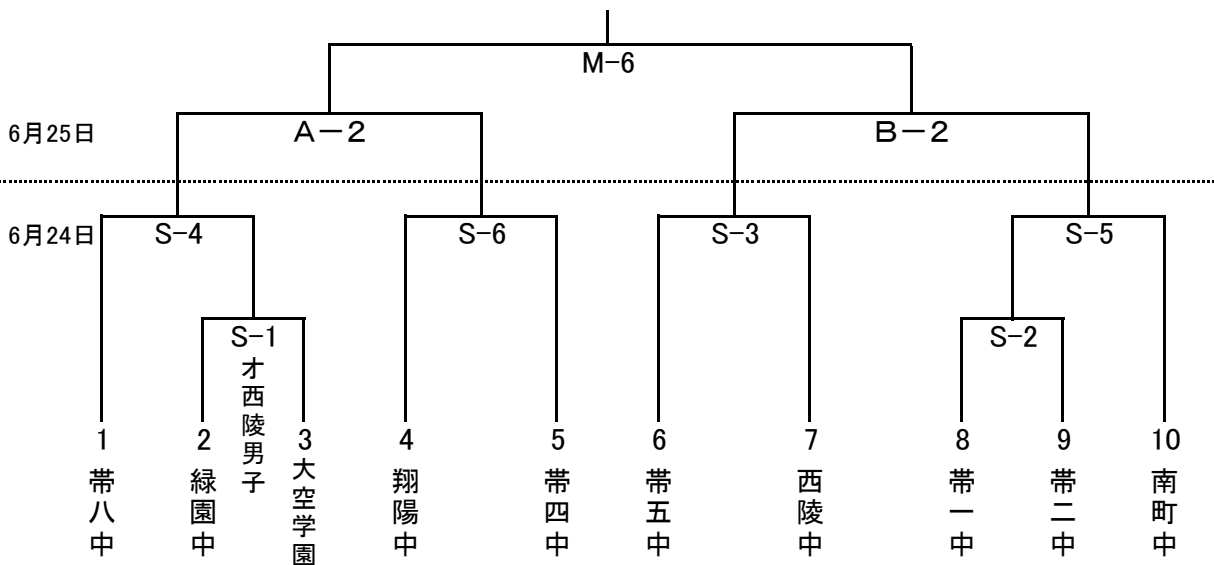 M-6
6月25日
A-2
B-2
6月24日
S-4
S-6
S-3
S-5
S-1
S-2
オ西陵男子
1
2
3
4
5
6
7
8
9
10
帯八中
緑園中
大空学園
翔陽中
帯四中
帯五中
西陵中
帯一中
帯二中
南町中